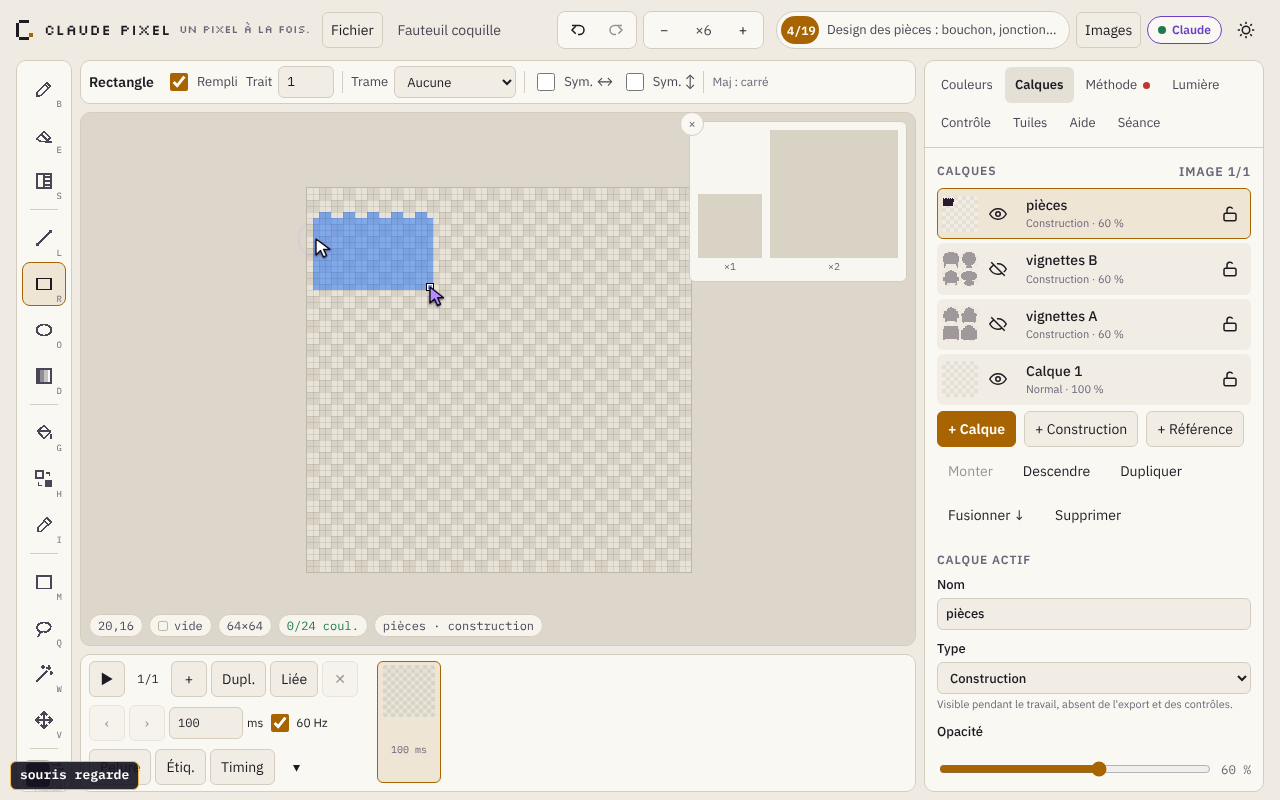 CLAUDE PIXEL UN PIXEL À LA FOIS.
Fichier
Fauteuil coquille
− ×6 +
4/19 Design des pièces : bouchon, jonction…
Images
Claude
Rectangle
Rempli
Trait 1
Trame Aucune
Sym. ↔
Sym. ↕
Maj : carré
B
E
S
L
R
O
D
G
H
I
M
Q
W
V
×
×1
×2
20,16
vide
64×64
0/24 coul.
pièces · construction
1/1
+
Dupl.
Liée
×
‹
›
100 ms
60 Hz
Étiq.
Timing
▼
100 ms
souris regarde
Couleurs
Calques
Méthode
Lumière
Contrôle
Tuiles
Aide
Séance
CALQUES IMAGE 1/1
pièces
Construction · 60 %
vignettes B
Construction · 60 %
vignettes A
Construction · 60 %
Calque 1
Normal · 100 %
+ Calque
+ Construction
+ Référence
Monter
Descendre
Dupliquer
Fusionner ↓
Supprimer
CALQUE ACTIF
Nom
pièces
Type
Construction
Visible pendant le travail, absent de l'export et des contrôles.
Opacité
60 %